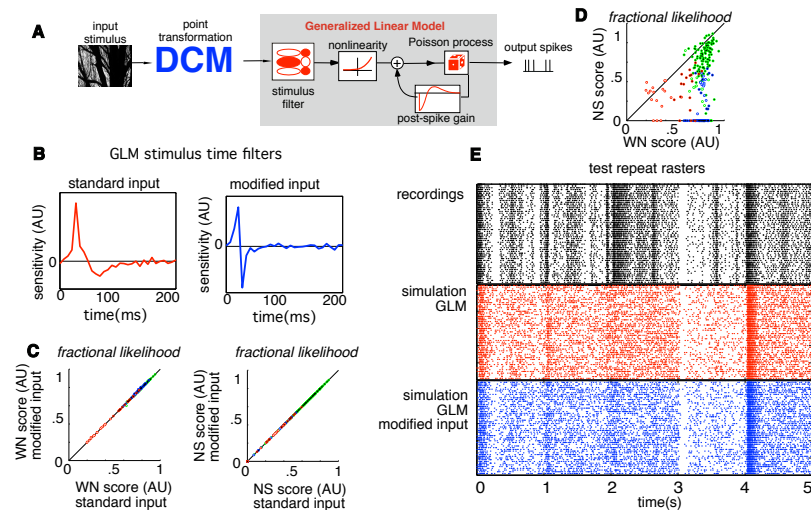 A
input
stimulus
point
transformation
DCM
Generalized Linear Model
stimulus
filter
nonlinearity
+
Poisson process
post-spike gain
output spikes
B
GLM stimulus time filters
standard input
sensitivity (AU)
0
0
200
time(ms)
modified input
sensitivity (AU)
0
0
200
time(ms)
C
fractional likelihood
WN score (AU)
modified input
1
.5
0
.5
1
WN score (AU)
standard input
fractional likelihood
NS score (AU)
modified input
1
.5
0
.5
1
NS score (AU)
standard input
D
fractional likelihood
NS score (AU)
1
.5
0
.5
1
WN score (AU)
E
test repeat rasters
recordings
simulation
GLM
simulation
GLM
modified input
0
1
2
3
4
5
time(s)